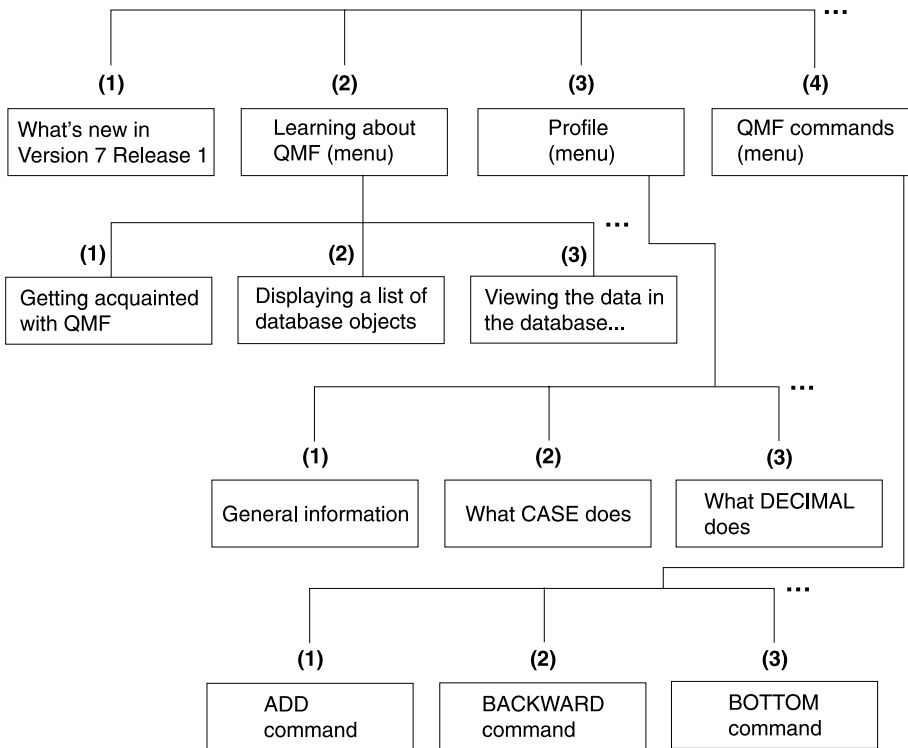 ...
(1) (2) (3) (4)
What's new in
Version 7 Release 1
Learning about
QMF (menu)
Profile
(menu)
QMF commands
(menu)
...
(1) (2) (3)
Getting acquainted
with QMF
Displaying a list of
database objects
Viewing the data in
the database...
...
(1) (2) (3)
General information
What CASE does
What DECIMAL
does
...
(1) (2) (3)
ADD
command
BACKWARD
command
BOTTOM
command